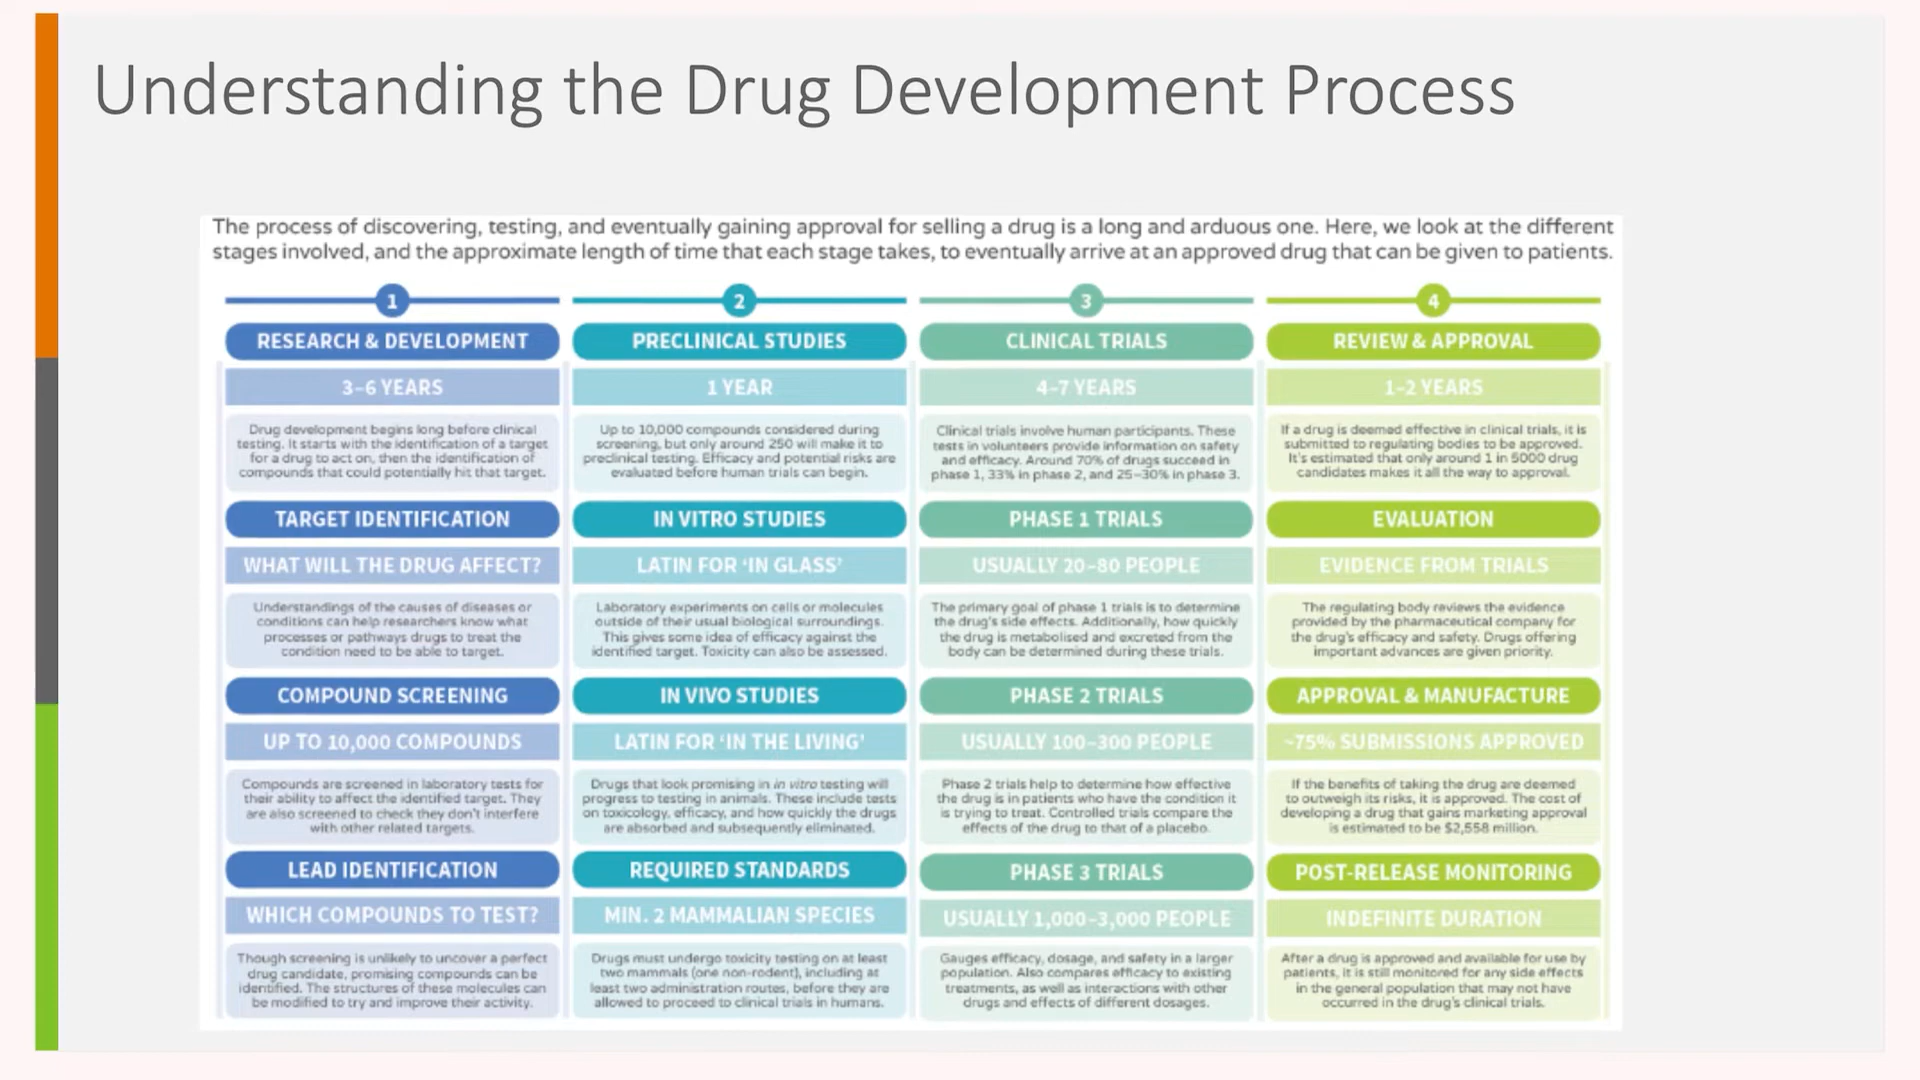 Understanding the Drug Development Process
The process of discovering, testing, and eventually gaining approval for selling a drug is a long and arduous one. Here, we look at the different
stages involved, and the approximate length of time that each stage takes, to eventually arrive at an approved drug that can be given to patients.
1
RESEARCH & DEVELOPMENT
3–6 YEARS
Drug development begins long before clinical
testing. It starts with the identification of a target
for a drug to act on, then the identification of
compounds that could potentially hit that target.
TARGET IDENTIFICATION
WHAT WILL THE DRUG AFFECT?
Understandings of the causes of diseases or
conditions can help researchers know what
processes or pathways drugs to treat the
condition need to be able to target.
COMPOUND SCREENING
UP TO 10,000 COMPOUNDS
Compounds are screened in laboratory tests for
their ability to affect the identified target. They
are also screened to check they don't interfere
with other related targets.
LEAD IDENTIFICATION
WHICH COMPOUNDS TO TEST?
Though screening is unlikely to uncover a perfect
drug candidate, promising compounds can be
identified. The structures of these molecules can
be modified to try and improve their activity.
2
PRECLINICAL STUDIES
1 YEAR
Up to 10,000 compounds considered during
screening, but only around 250 will make it to
preclinical testing. Efficacy and potential risks are
evaluated before human trials can begin.
IN VITRO STUDIES
LATIN FOR ‘IN GLASS’
Laboratory experiments on cells or molecules
outside of their usual biological surroundings.
This gives some idea of efficacy against the
identified target. Toxicity can also be assessed.
IN VIVO STUDIES
LATIN FOR ‘IN THE LIVING’
Drugs that look promising in in vitro testing will
progress to testing in animals. These include tests
on toxicology, efficacy, and how quickly the drugs
are absorbed and subsequently eliminated.
REQUIRED STANDARDS
MIN. 2 MAMMALIAN SPECIES
Drugs must undergo toxicity testing on at least
two mammals (one non-rodent), including at
least two administration routes, before they are
allowed to proceed to clinical trials in humans.
3
CLINICAL TRIALS
4–7 YEARS
Clinical trials involve human participants. These
tests in volunteers provide information on safety
and efficacy. Around 70% of drugs succeed in
phase 1, 33% in phase 2, and 25–30% in phase 3.
PHASE 1 TRIALS
USUALLY 20–80 PEOPLE
The primary goal of phase 1 trials is to determine
the drug's side effects. Additionally, how quickly
the drug is metabolised and excreted from the
body can be determined during these trials.
PHASE 2 TRIALS
USUALLY 100–300 PEOPLE
Phase 2 trials help to determine how effective
the drug is in patients who have the condition it
is trying to treat. Controlled trials compare the
effects of the drug to that of a placebo.
PHASE 3 TRIALS
USUALLY 1,000–3,000 PEOPLE
Gauges efficacy, dosage, and safety in a larger
population. Also compares efficacy to existing
treatments, as well as interactions with other
drugs and effects of different dosages.
4
REVIEW & APPROVAL
1–2 YEARS
If a drug is deemed effective in clinical trials, it is
submitted to regulating bodies to be approved.
It's estimated that only around 1 in 5000 drug
candidates makes it all the way to approval.
EVALUATION
EVIDENCE FROM TRIALS
The regulating body reviews the evidence
provided by the pharmaceutical company for
the drug's efficacy and safety. Drugs offering
important advances are given priority.
APPROVAL & MANUFACTURE
~75% SUBMISSIONS APPROVED
If the benefits of taking the drug are deemed
to outweigh its risks, it is approved. The cost of
developing a drug that gains marketing approval
is estimated to be $2,558 million.
POST-RELEASE MONITORING
INDEFINITE DURATION
After a drug is approved and available for use by
patients, it is still monitored for any side effects
in the general population that may not have
occurred in the drug's clinical trials.